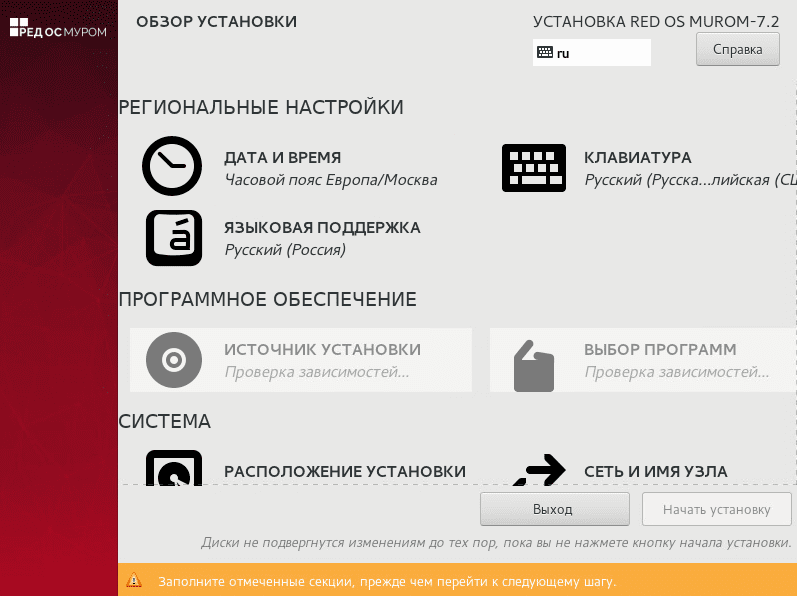 РЕД ОС МУРОМ
ОБЗОР УСТАНОВКИ
УСТАНОВКА RED OS MUROM-7.2
ru
Справка
РЕГИОНАЛЬНЫЕ НАСТРОЙКИ
ДАТА И ВРЕМЯ
Часовой пояс Европа/Москва
КЛАВИАТУРА
Русский (Русска...лийская (СШ
ЯЗЫКОВАЯ ПОДДЕРЖКА
Русский (Россия)
ПРОГРАММНОЕ ОБЕСПЕЧЕНИЕ
ИСТОЧНИК УСТАНОВКИ
Проверка зависимостей...
ВЫБОР ПРОГРАММ
Проверка зависимостей...
СИСТЕМА
РАСПОЛОЖЕНИЕ УСТАНОВКИ
СЕТЬ И ИМЯ УЗЛА
Выход
Начать установку
Диски не подвергнутся изменениям до тех пор, пока вы не нажмете кнопку начала установки.
Заполните отмеченные секции, прежде чем перейти к следующему шагу.